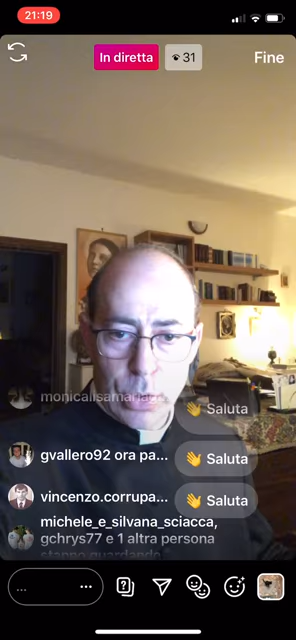 21:19
In diretta
31
Fine
monicalisamaria
Saluta
gvallero92 ora pa...
Saluta
vincenzo.corrupa...
Saluta
michele_e_silvana_sciacca,
gchrys77 e 1 altra persona
stanno guardando
...